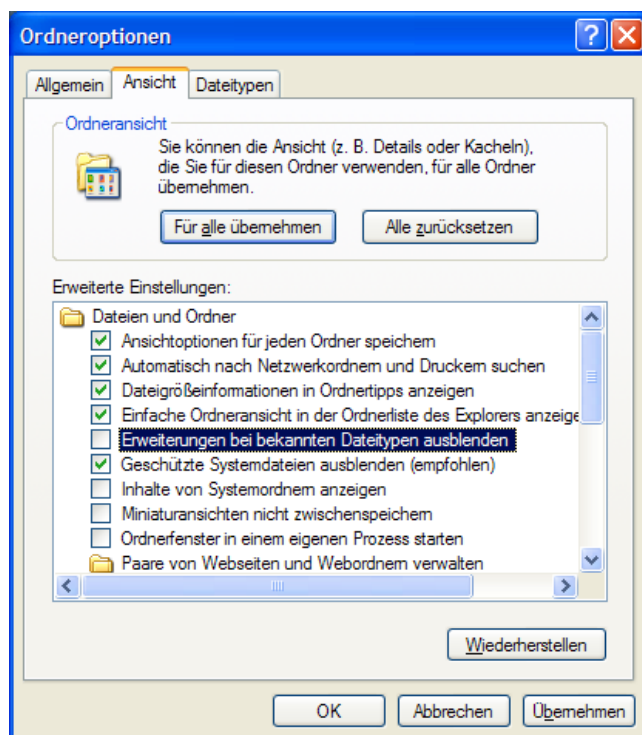 Ordneroptionen
Allgemein Ansicht Dateitypen
Ordneransicht
Sie können die Ansicht (z. B. Details oder Kacheln),
die Sie für diesen Ordner verwenden, für alle Ordner
übernehmen.
Für alle übernehmen Alle zurücksetzen
Erweiterte Einstellungen:
Dateien und Ordner
Ansichtoptionen für jeden Ordner speichern
Automatisch nach Netzwerkordnern und Druckern suchen
Dateigrößeinformationen in Ordnertipps anzeigen
Einfache Ordneransicht in der Ordnerliste des Explorers anzeige
Erweiterungen bei bekannten Dateitypen ausblenden
Geschützte Systemdateien ausblenden (empfohlen)
Inhalte von Systemordnern anzeigen
Miniaturansichten nicht zwischenspeichern
Ordnerfenster in einem eigenen Prozess starten
Paare von Webseiten und Webordnern verwalten
Wiederherstellen
OK Abbrechen Übernehmen